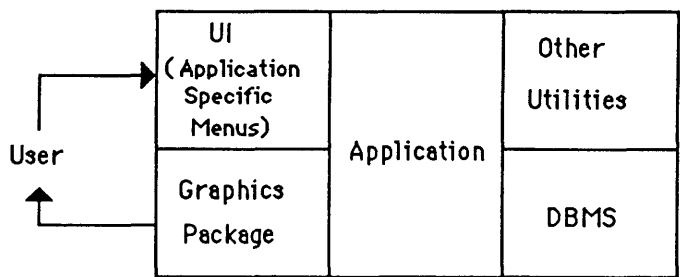 UI
(Application
Specific
Menus)
Other
Utilities
User
Application
Graphics
Package
DBMS